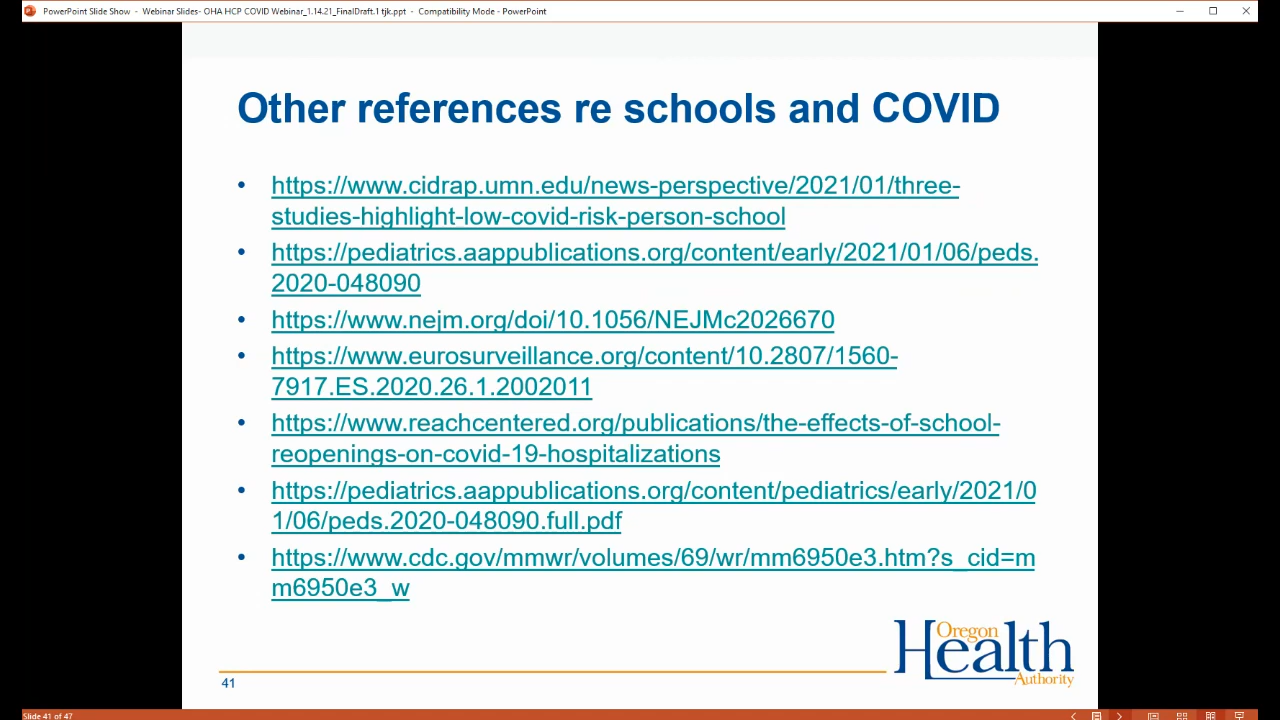 PowerPoint Slide Show - Webinar Slides- OHA HCP COVID Webinar_1.14.21_FinalDraft.1 tjk.ppt - Compatibility Mode - PowerPoint
Other references re schools and COVID
• https://www.cidrap.umn.edu/news-perspective/2021/01/three-
studies-highlight-low-covid-risk-person-school
• https://pediatrics.aappublications.org/content/early/2021/01/06/peds.
2020-048090
• https://www.nejm.org/doi/10.1056/NEJMc2026670
• https://www.eurosurveillance.org/content/10.2807/1560-
7917.ES.2020.26.1.2002011
• https://www.reachcentered.org/publications/the-effects-of-school-
reopenings-on-covid-19-hospitalizations
• https://pediatrics.aappublications.org/content/pediatrics/early/2021/0
1/06/peds.2020-048090.full.pdf
• https://www.cdc.gov/mmwr/volumes/69/wr/mm6950e3.htm?s_cid=m
m6950e3_w
Oregon
Health
Authority
41
Slide 41 of 47